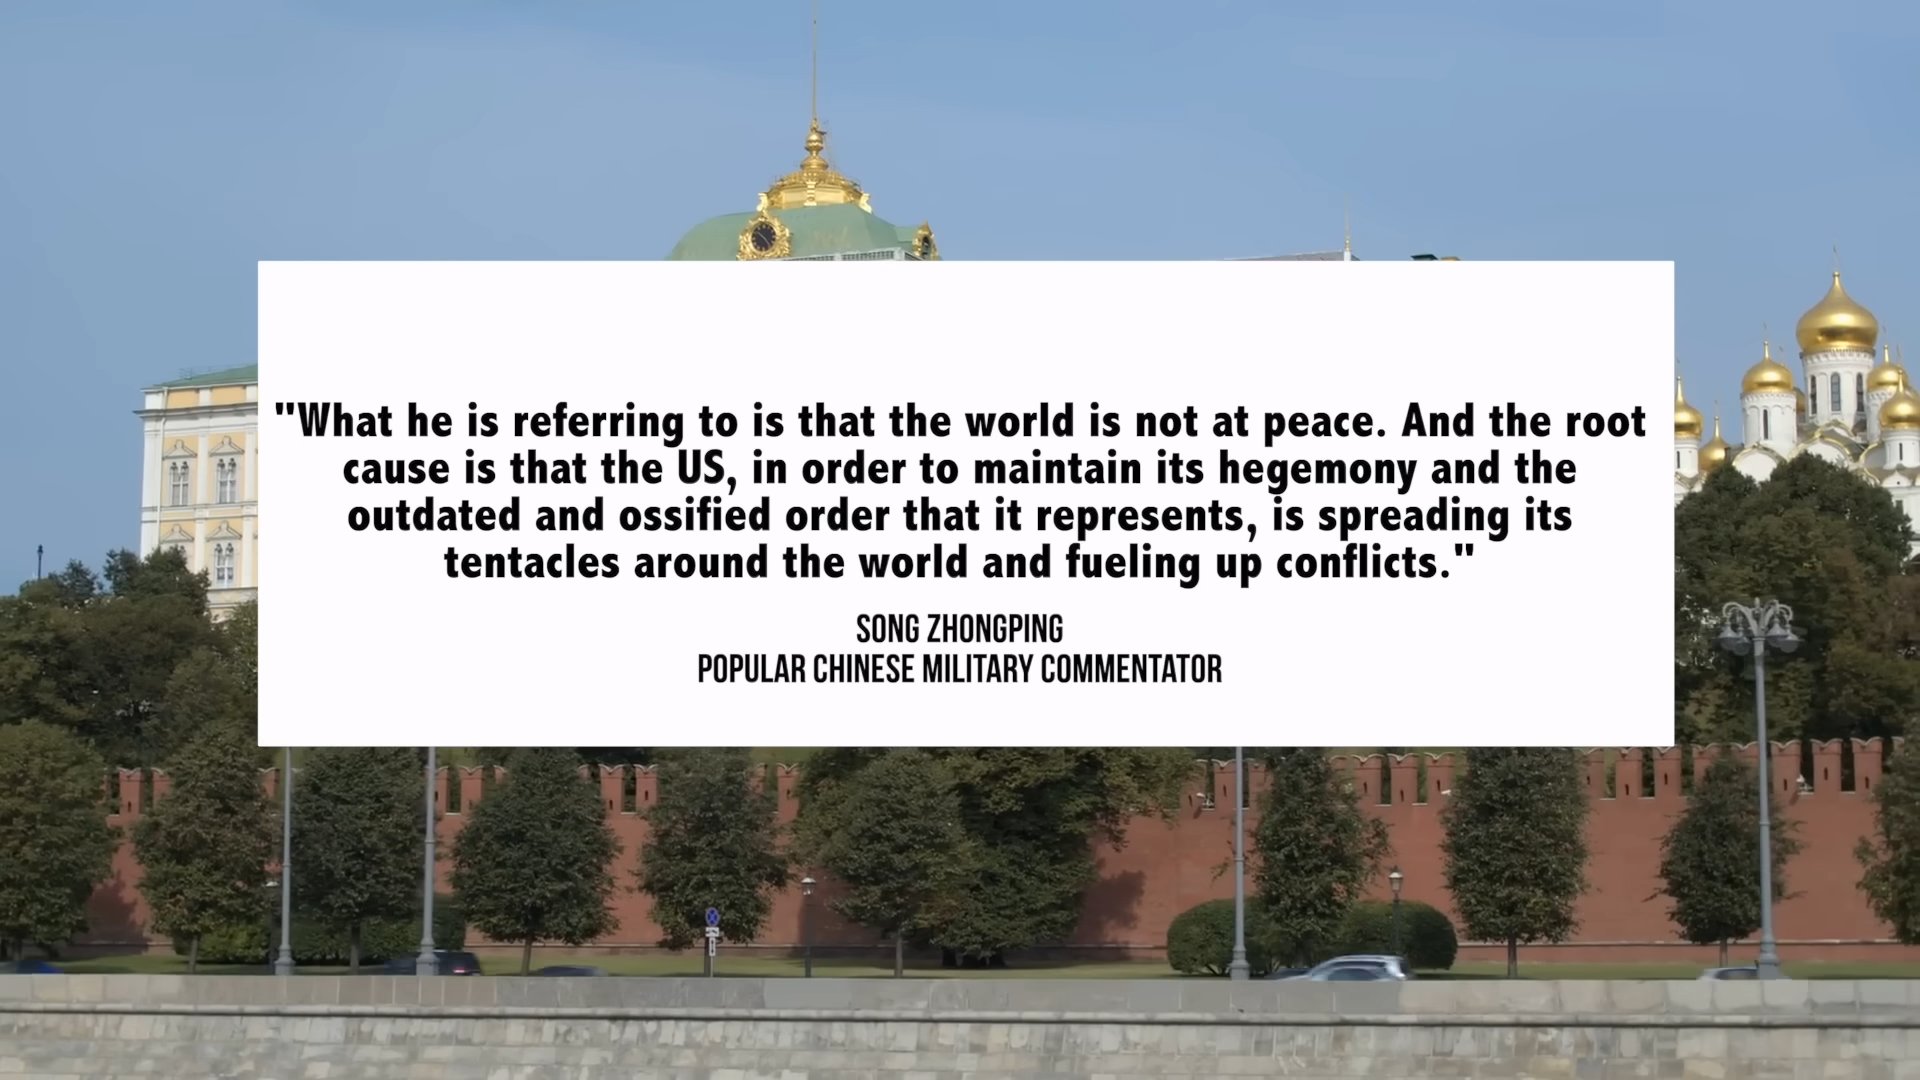 "What he is referring to is that the world is not at peace. And the root
cause is that the US, in order to maintain its hegemony and the
outdated and ossified order that it represents, is spreading its
tentacles around the world and fueling up conflicts."
SONG ZHONGPING
POPULAR CHINESE MILITARY COMMENTATOR